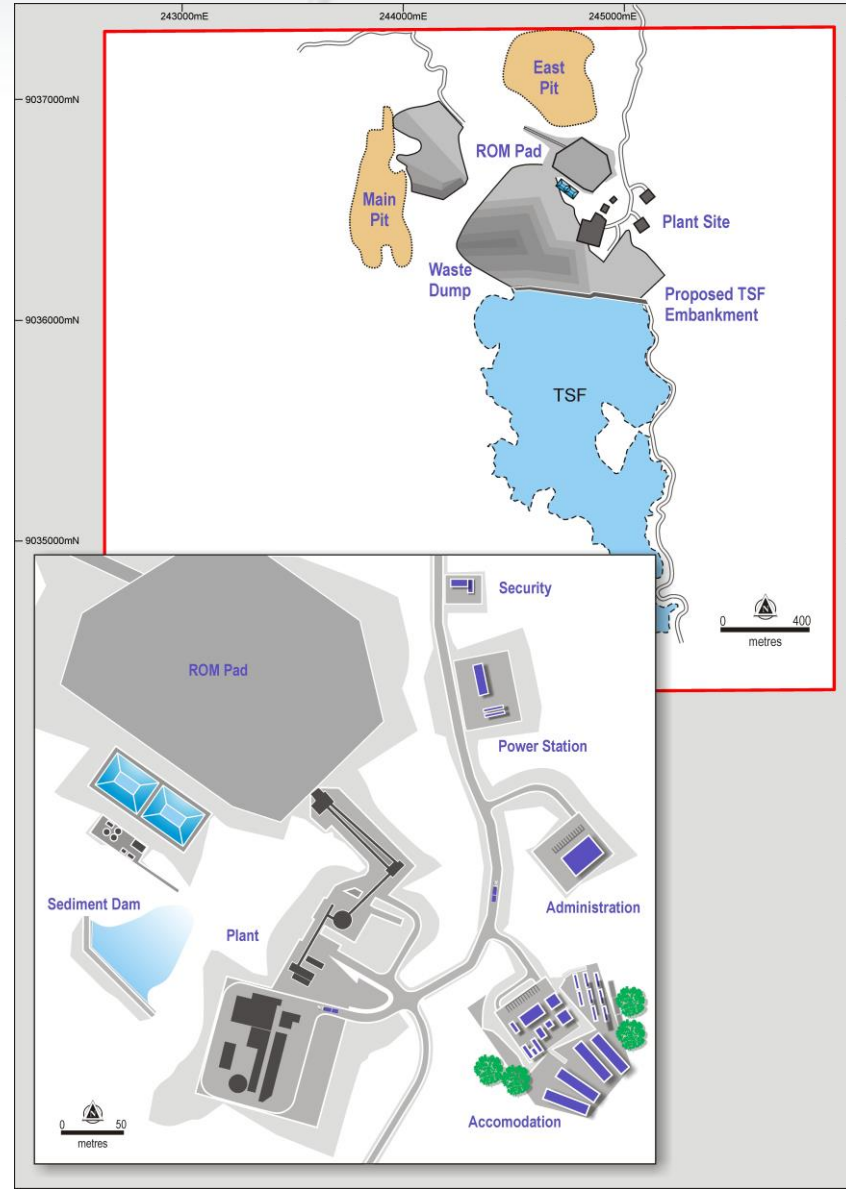 243000mE
244000mE
245000mE
9037000mN
East
Pit
ROM Pad
Main
Pit
Plant Site
Waste
Dump
Proposed TSF
Embankment
9036000mN
TSF
9035000mN
0 400
metres
Security
ROM Pad
Power Station
Sediment Dam
Administration
Plant
Accomodation
0 50
metres